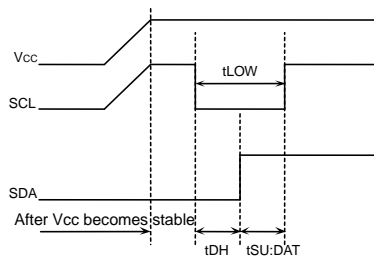 VCC
tLOW
SCL
SDA
After Vcc becomes stable
tDH
tSU:DAT